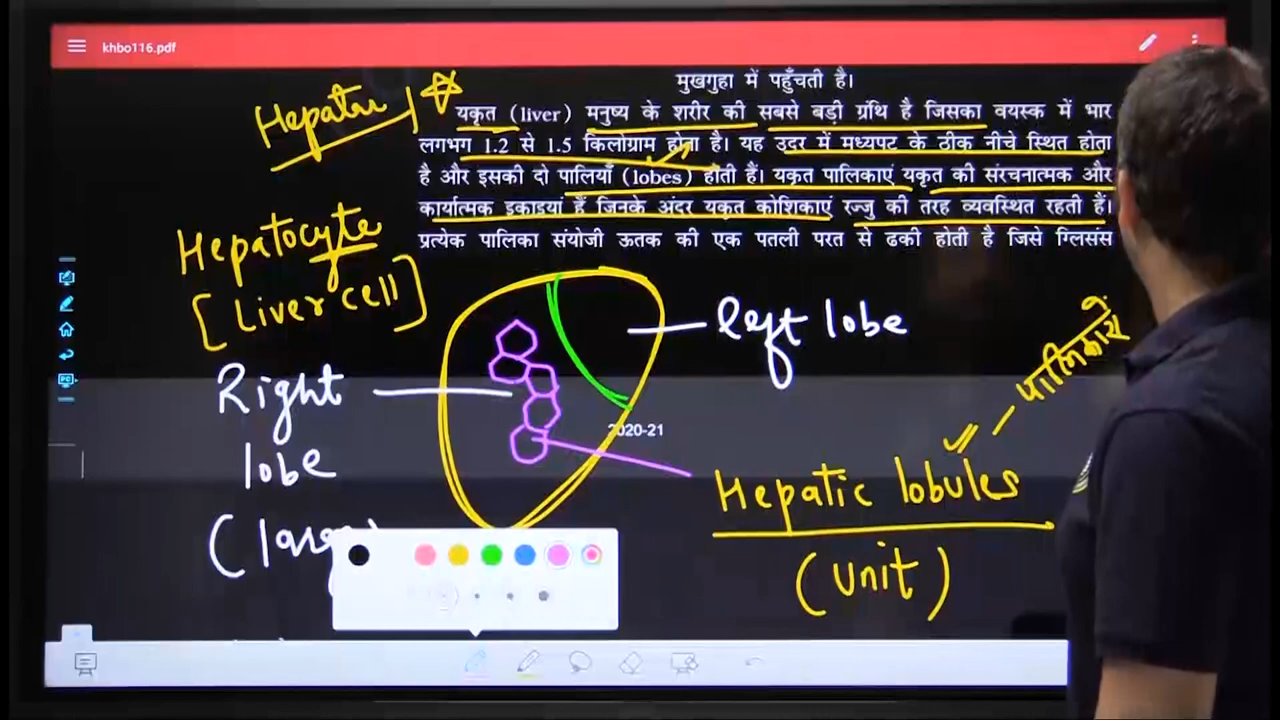 khbo116.pdf
मुखगुहा में पहुँचती है।
यकृत (liver) मनुष्य के शरीर की सबसे बड़ी ग्रंथि है जिसका वयस्क में भार
लगभग 1.2 से 1.5 किलोग्राम होता है। यह उदर में मध्यपट के ठीक नीचे स्थित होता
है और इसकी दो पालियाँ (lobes) होती हैं। यकृत पालिकाएं यकृत की संरचनात्मक और
कार्यात्मक इकाइयां हैं जिनके अंदर यकृत कोशिकाएं रज्जु की तरह व्यवस्थित रहती हैं।
प्रत्येक पालिका संयोजी ऊतक की एक पतली परत से ढकी होती है जिसे ग्लिसंस
Hepatocyte
[Liver cell]
left lobe
पालिकायें
Right
lobe
2020-21
Hepatic lobules
(unit)
PC